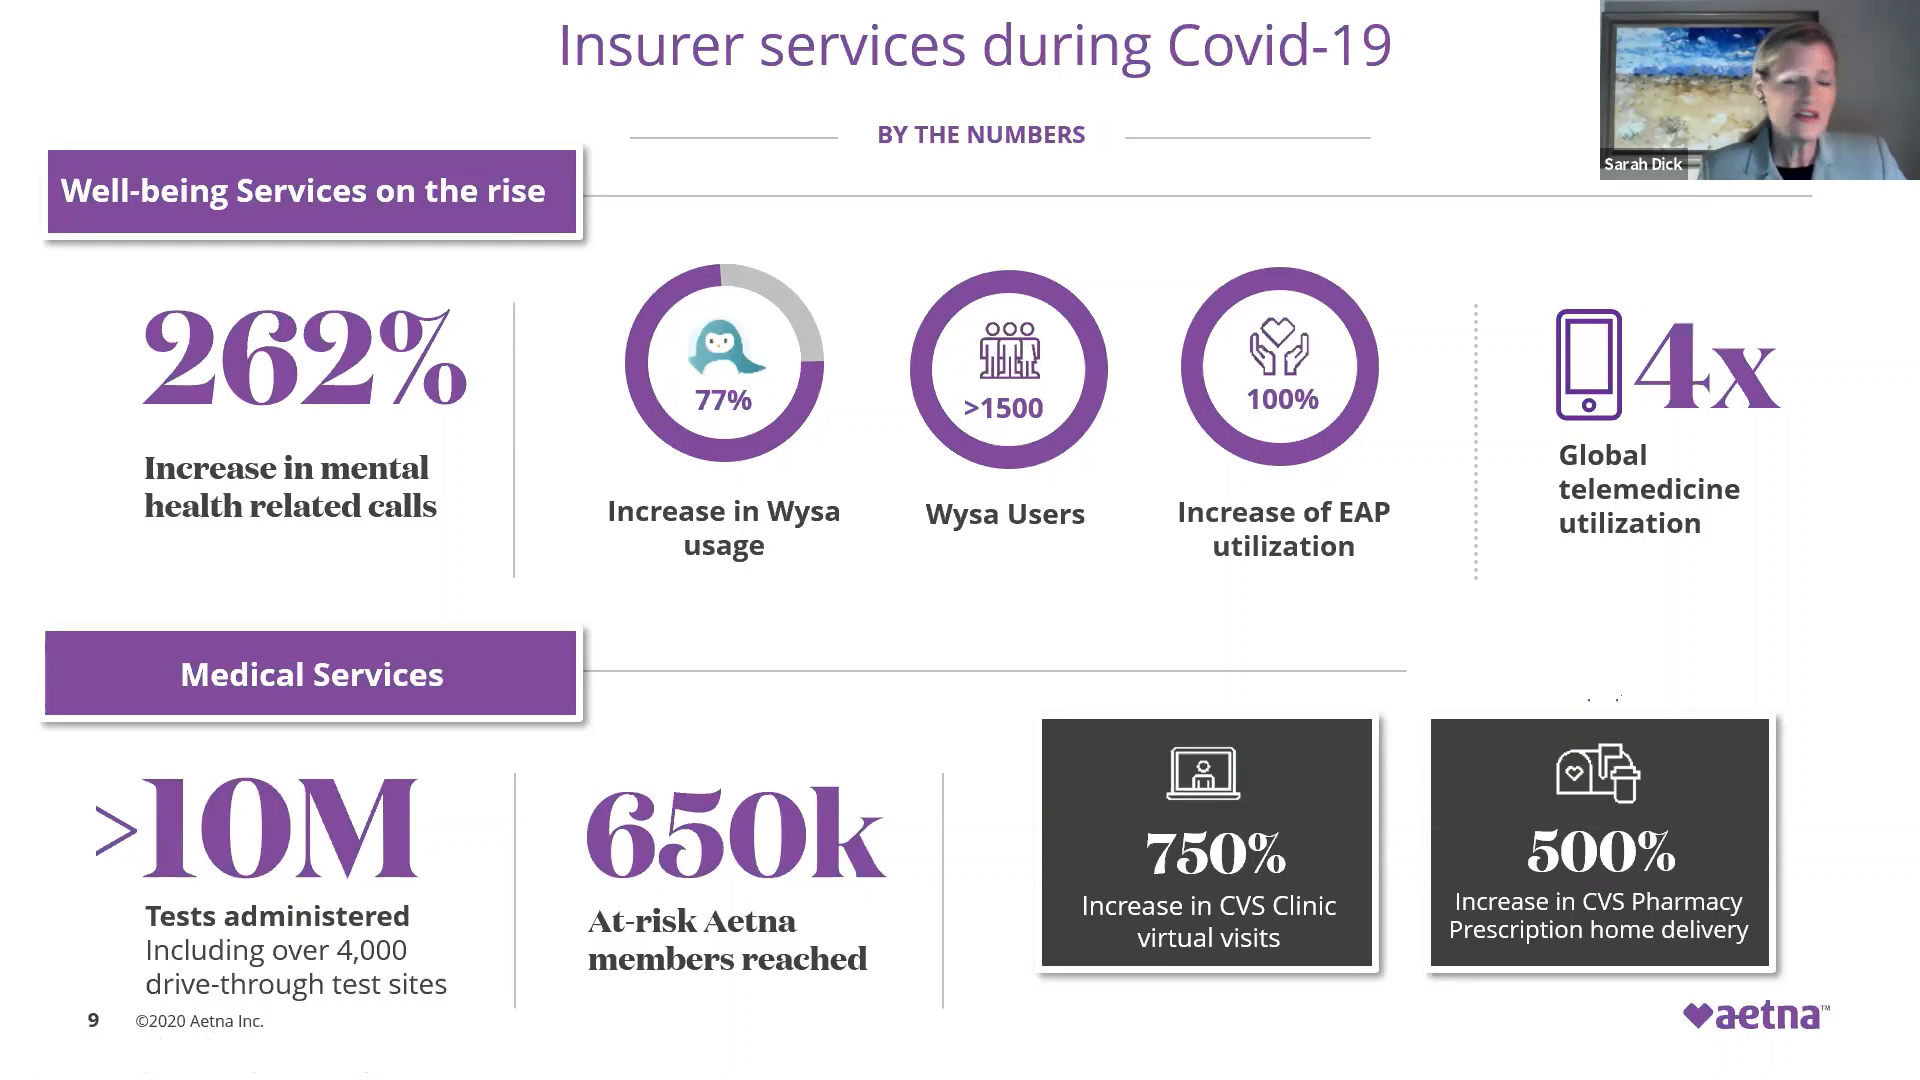 Insurer services during Covid-19
Sarah Dick
BY THE NUMBERS
Well-being Services on the rise
262%
Increase in mental
health related calls
77%
Increase in Wysa
usage
>1500
Wysa Users
100%
Increase of EAP
utilization
4x
Global
telemedicine
utilization
Medical Services
>10M
Tests administered
Including over 4,000
drive-through test sites
650k
At-risk Aetna
members reached
750%
Increase in CVS Clinic
virtual visits
500%
Increase in CVS Pharmacy
Prescription home delivery
9 ©2020 Aetna Inc.
aetna™